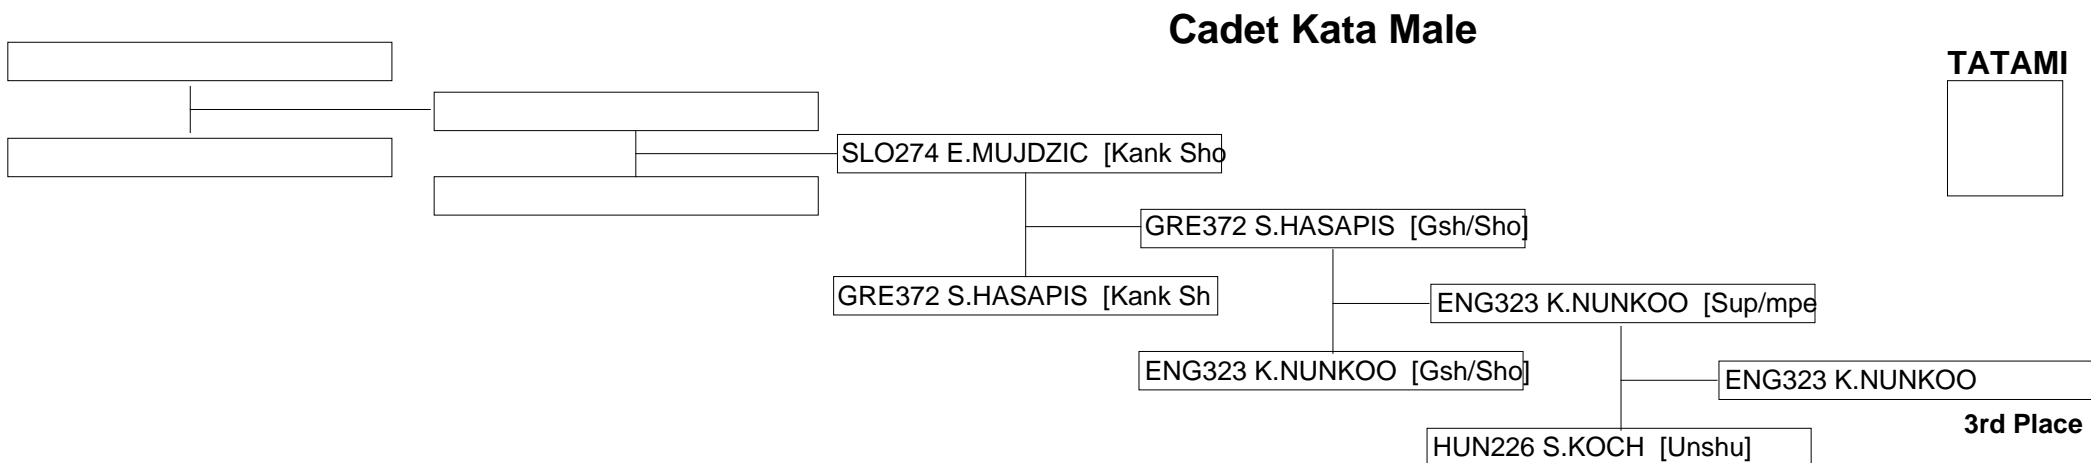 Cadet Kata Male
TATAMI
SLO274 E.MUJDZIC [Kank Sho
GRE372 S.HASAPIS [Gsh/Sho]
GRE372 S.HASAPIS [Kank Sh
ENG323 K.NUNKOO [Sup/mpe
ENG323 K.NUNKOO [Gsh/Sho]
ENG323 K.NUNKOO
3rd Place
HUN226 S.KOCH [Unshu]